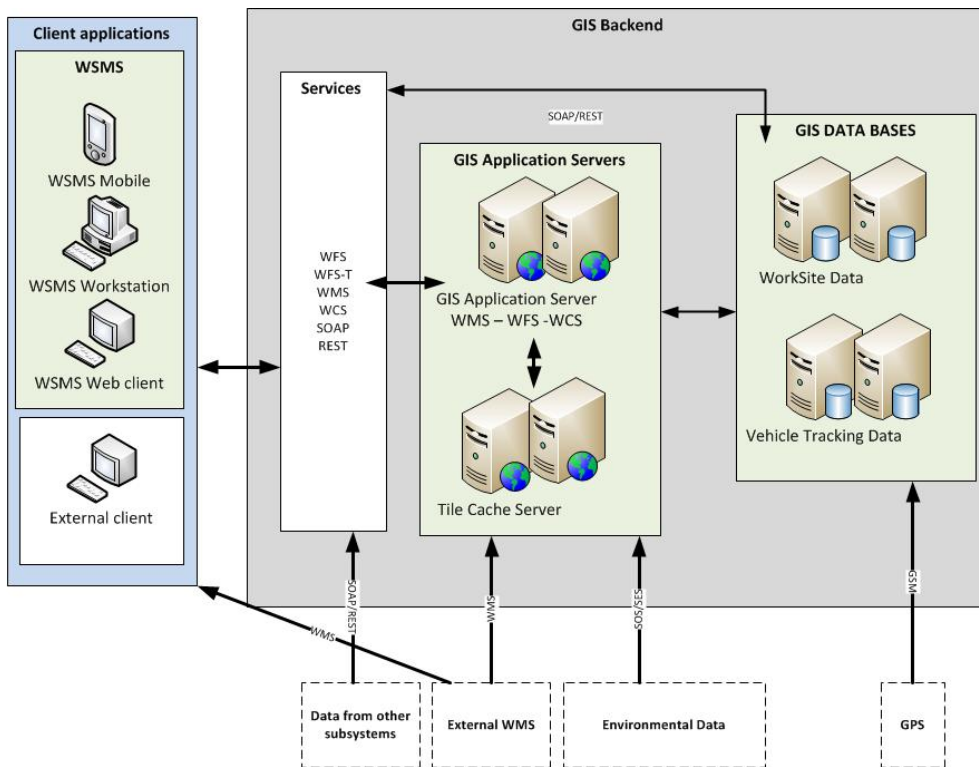 Client applications
WSMS
WSMS Mobile
WSMS Workstation
WSMS Web client
External client
GIS Backend
Services
WFS
WFS-T
WMS
WCS
SOAP
REST
SOAP/REST
GIS Application Servers
GIS Application Server
WMS – WFS -WCS
Tile Cache Server
GIS DATA BASES
WorkSite Data
Vehicle Tracking Data
SOAP/REST
WMS
WMS
SOS/SES
GSM
Data from other
subsystems
External WMS
Environmental Data
GPS